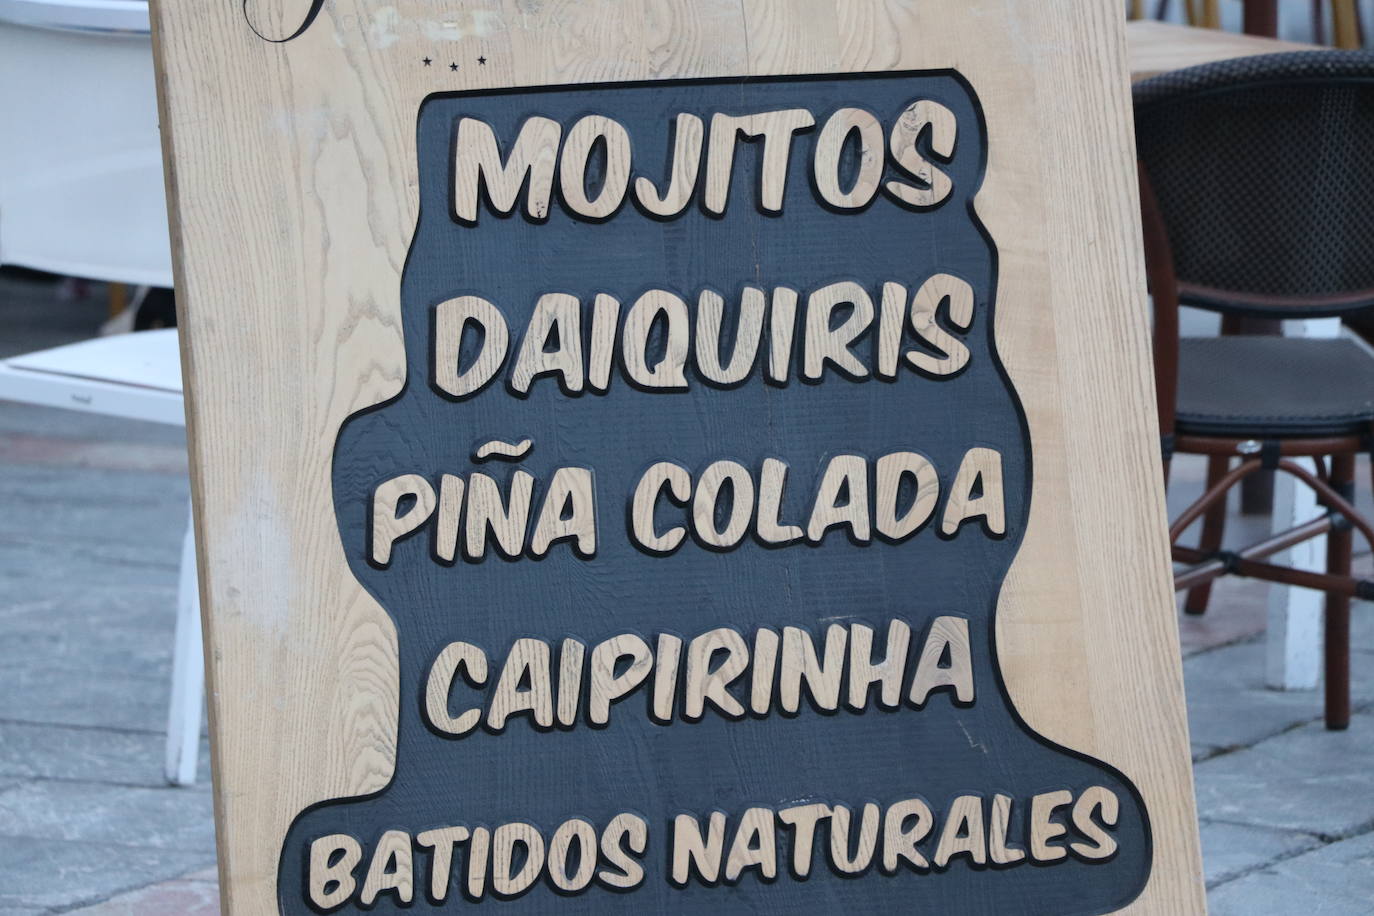 MOJITOS
DAIQUIRIS
PIÑA COLADA
CAIPIRINHA
BATIDOS NATURALES